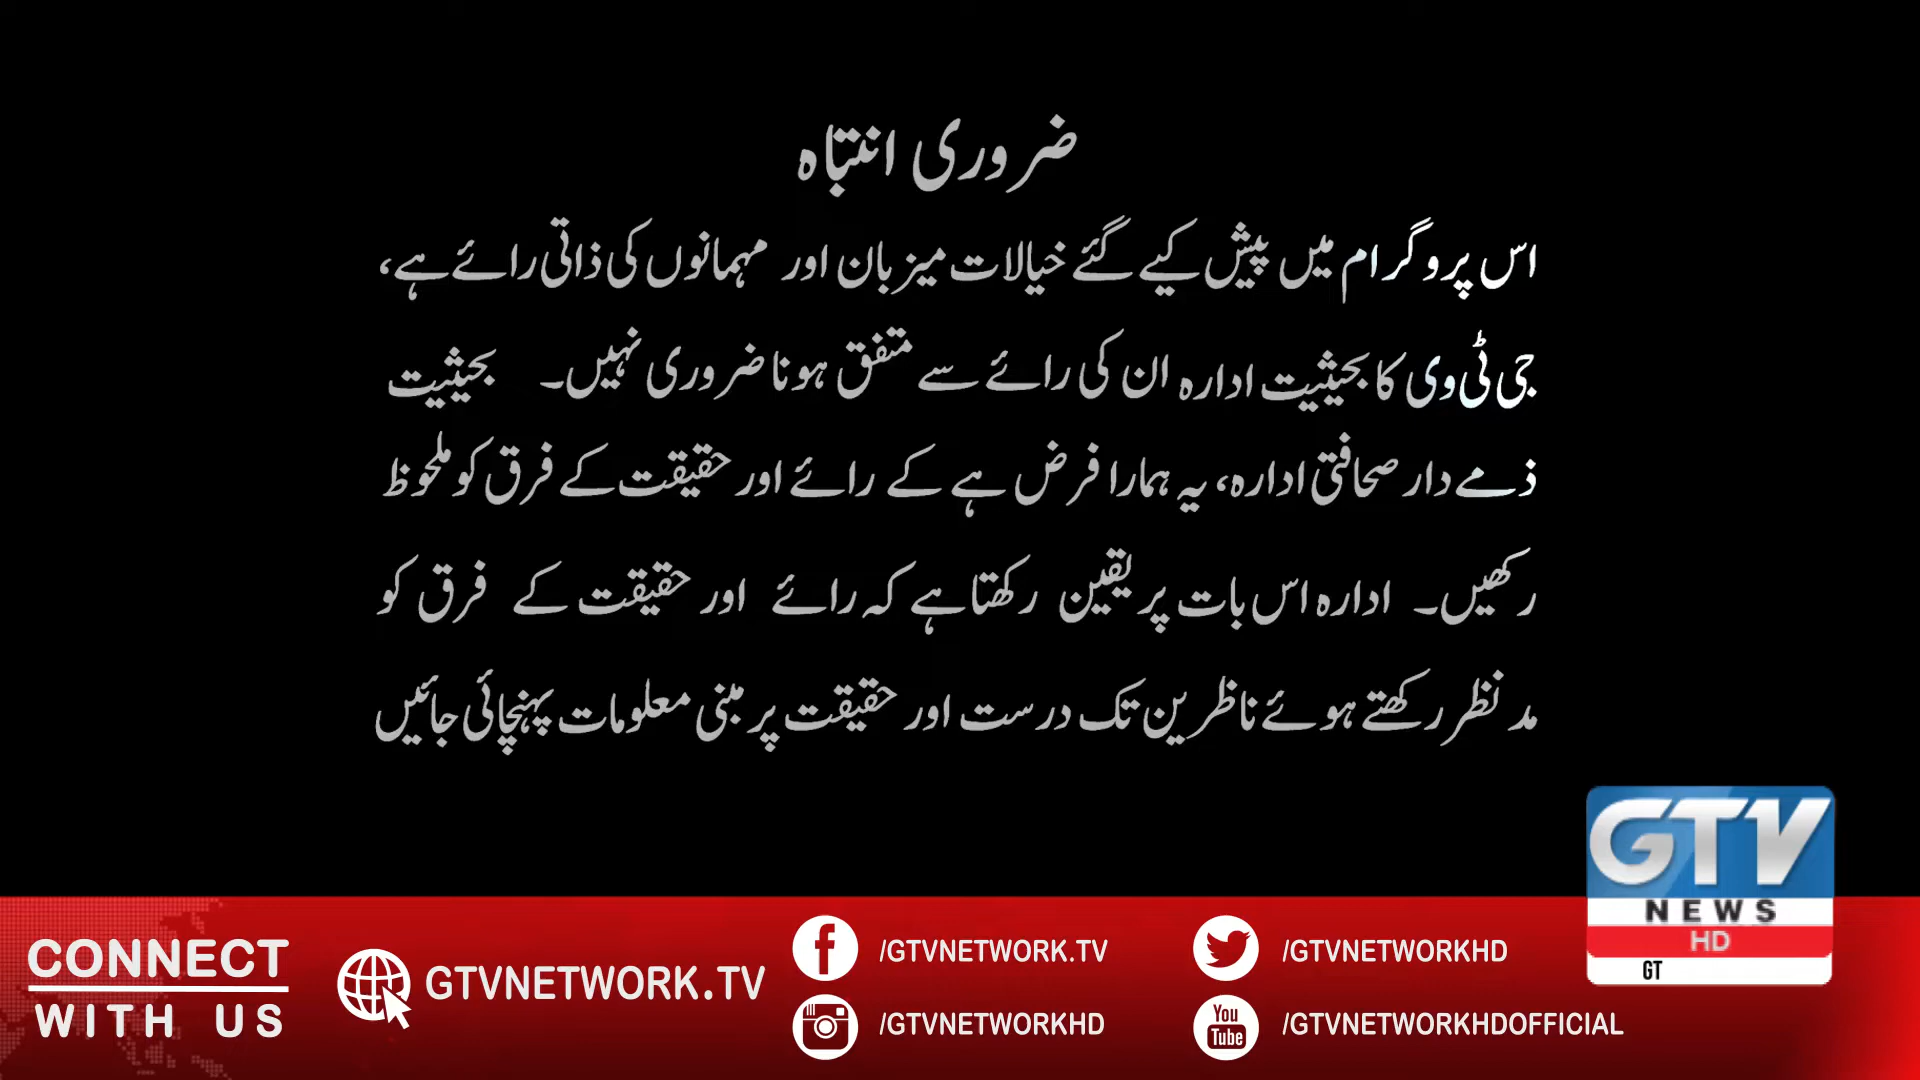 ضروری انتباہ
اس پروگرام میں پیش کیے گئے خیالات میزبان اور مہمانوں کی ذاتی رائے ہے،
جی ٹی وی کا بحیثیت ادارہ ان کی رائے سے متفق ہونا ضروری نہیں۔ بحیثیت
ذمے دار صحافتی ادارہ، یہ ہمارا فرض ہے کے رائے اور حقیقت کے فرق کو ملحوظ
رکھیں۔ ادارہ اس بات پر یقین رکھتا ہے کہ رائے اور حقیقت کے فرق کو
مد نظر رکھتے ہوئے ناظرین تک درست اور حقیقت پر مبنی معلومات پہنچائی جائیں
GTV
NEWS
HD
GT
CONNECT
WITH US
GTVNETWORK.TV
/GTVNETWORK.TV
/GTVNETWORKHD
/GTVNETWORKHD
You
Tube
/GTVNETWORKHDOFFICIAL